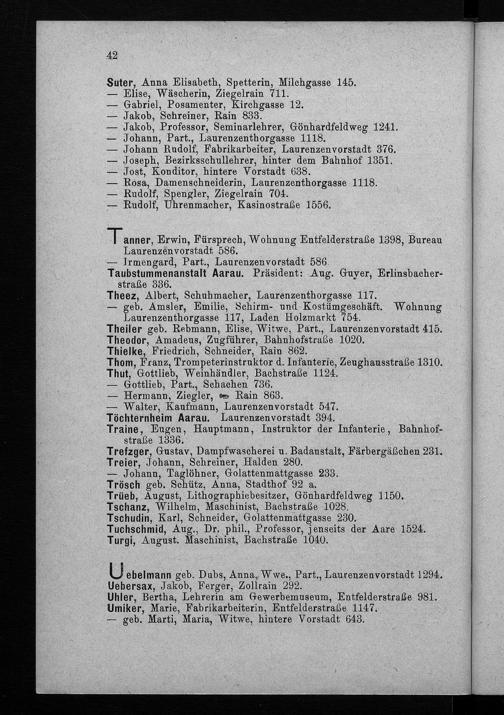 42
Suter, Anna Elisabeth, Spetterin, Milchgasse 145.
— Elise, Wäscherin, Ziegelrain 711.
— Gabriel, Posamenter, Kirchgasse 12.
— Jakob, Schreiner, Rain 833.
— Jakob, Professor, Seminarlehrer, Gönhardfeldweg 1241.
— Johann, Part., Laurenzenthorgasse 1118.
— Johann Rudolf, Fabrikarbeiter, Laurenzenvorstadt 376.
— Joseph, Bezirksschullehrer, hinter dem Bahnhof 1351.
— Jost, Konditor, hintere Vorstadt 638.
— Rosa, Damenschneiderin, Laurenzenthorgasse 1118.
— Rudolf, Spengler, Ziegelrain 704.
— Rudolf, Uhrenmacher, Kasinostraße 1556.
Tanner, Erwin, Fürsprech, Wohnung Entfelderstraße 1398, Bureau
Laurenzenvorstadt 586.
— Irmengard, Part., Laurenzenvorstadt 586
Taubstummenanstalt Aarau. Präsident: Aug. Guyer, Erlinsbacher-
straße 336.
Theez, Albert, Schuhmacher, Laurenzenthorgasse 117.
— geb. Amsler, Emilie, Schirm- und Kostümgeschäft. Wohnung
Laurenzenthorgasse 117, Laden Holzmarkt 754.
Theiler geb. Rebmann, Elise, Witwe, Part., Laurenzenvorstadt 415.
Theodor, Amadeus, Zugführer, Bahnhofstraße 1020.
Thielke, Friedrich, Schneider, Rain 862.
Thom, Franz, Trompeterinstruktor d. Infanterie, Zeughausstraße 1310.
Thut, Gottlieb, Weinhändler, Bachstraße 1124.
— Gottlieb, Part., Schachen 736.
— Hermann, Ziegler, Rain 863.
— Walter, Kaufmann, Laurenzenvorstadt 547.
Töchternheim Aarau. Laurenzenvorstadt 394.
Traine, Eugen, Hauptmann, Instruktor der Infanterie, Bahnhof-
straße 1336.
Trefzger, Gustav, Dampfwascherei u. Badanstalt, Färbergäßchen 231.
Treier, Johann, Schreiner, Halden 280.
— Johann, Taglöhner, Golattenmattgasse 233.
Trösch geb. Schütz, Anna, Stadthof 92 a.
Trüeb, August, Lithographiebesitzer, Gönhardfeldweg 1150.
Tschanz, Wilhelm, Maschinist, Bachstraße 1028.
Tschudin, Karl, Schneider, Golattenmattgasse 230.
Tuchschmid, Aug., Dr. phil., Professor, jenseits der Aare 1524.
Turgi, August. Maschinist, Bachstraße 1040.
Uebelmann geb. Dubs, Anna, Wwe., Part., Laurenzenvorstadt 1294.
Uebersax, Jakob, Ferger, Zollrain 292.
Uhler, Bertha, Lehrerin am Gewerbemuseum, Entfelderstraße 981.
Umiker, Marie, Fabrikarbeiterin, Entfelderstraße 1147.
— geb. Marti, Maria, Witwe, hintere Vorstadt 643.